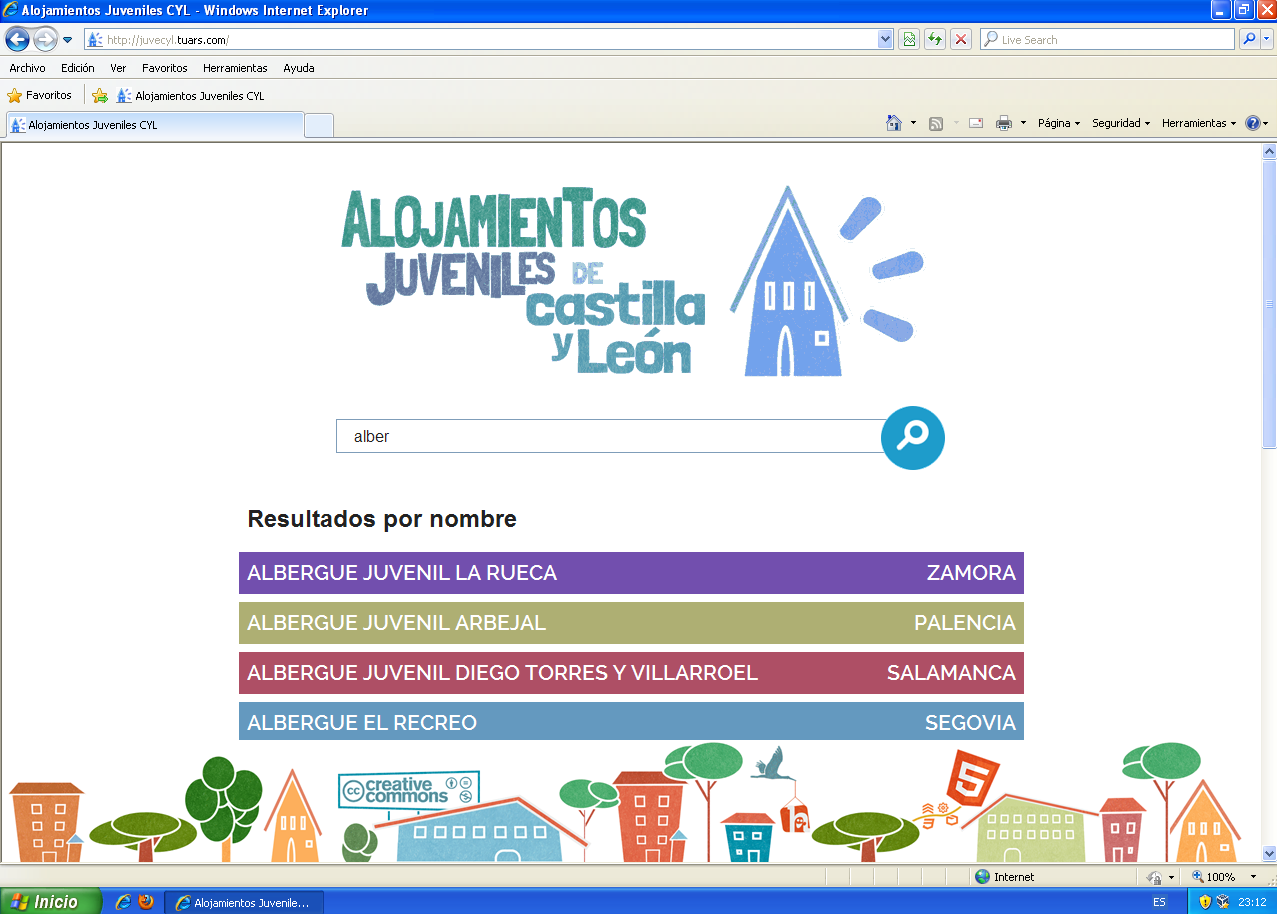 Alojamientos Juveniles CYL - Windows Internet Explorer
http://juvecyl.tuars.com/
Live Search
Archivo Edición Ver Favoritos Herramientas Ayuda
Favoritos Alojamientos Juveniles CYL
Alojamientos Juveniles CYL
Página Seguridad Herramientas
ALOJAMIENTOS
JUVENILES DE
castilla
y León
alber
Resultados por nombre
ALBERGUE JUVENIL LA RUECA ZAMORA
ALBERGUE JUVENIL ARBEJAL PALENCIA
ALBERGUE JUVENIL DIEGO TORRES Y VILLARROEL SALAMANCA
ALBERGUE EL RECREO SEGOVIA
cc creative
commons
5
Internet 100%
Inicio Alojamientos Juvenile... ES 23:12